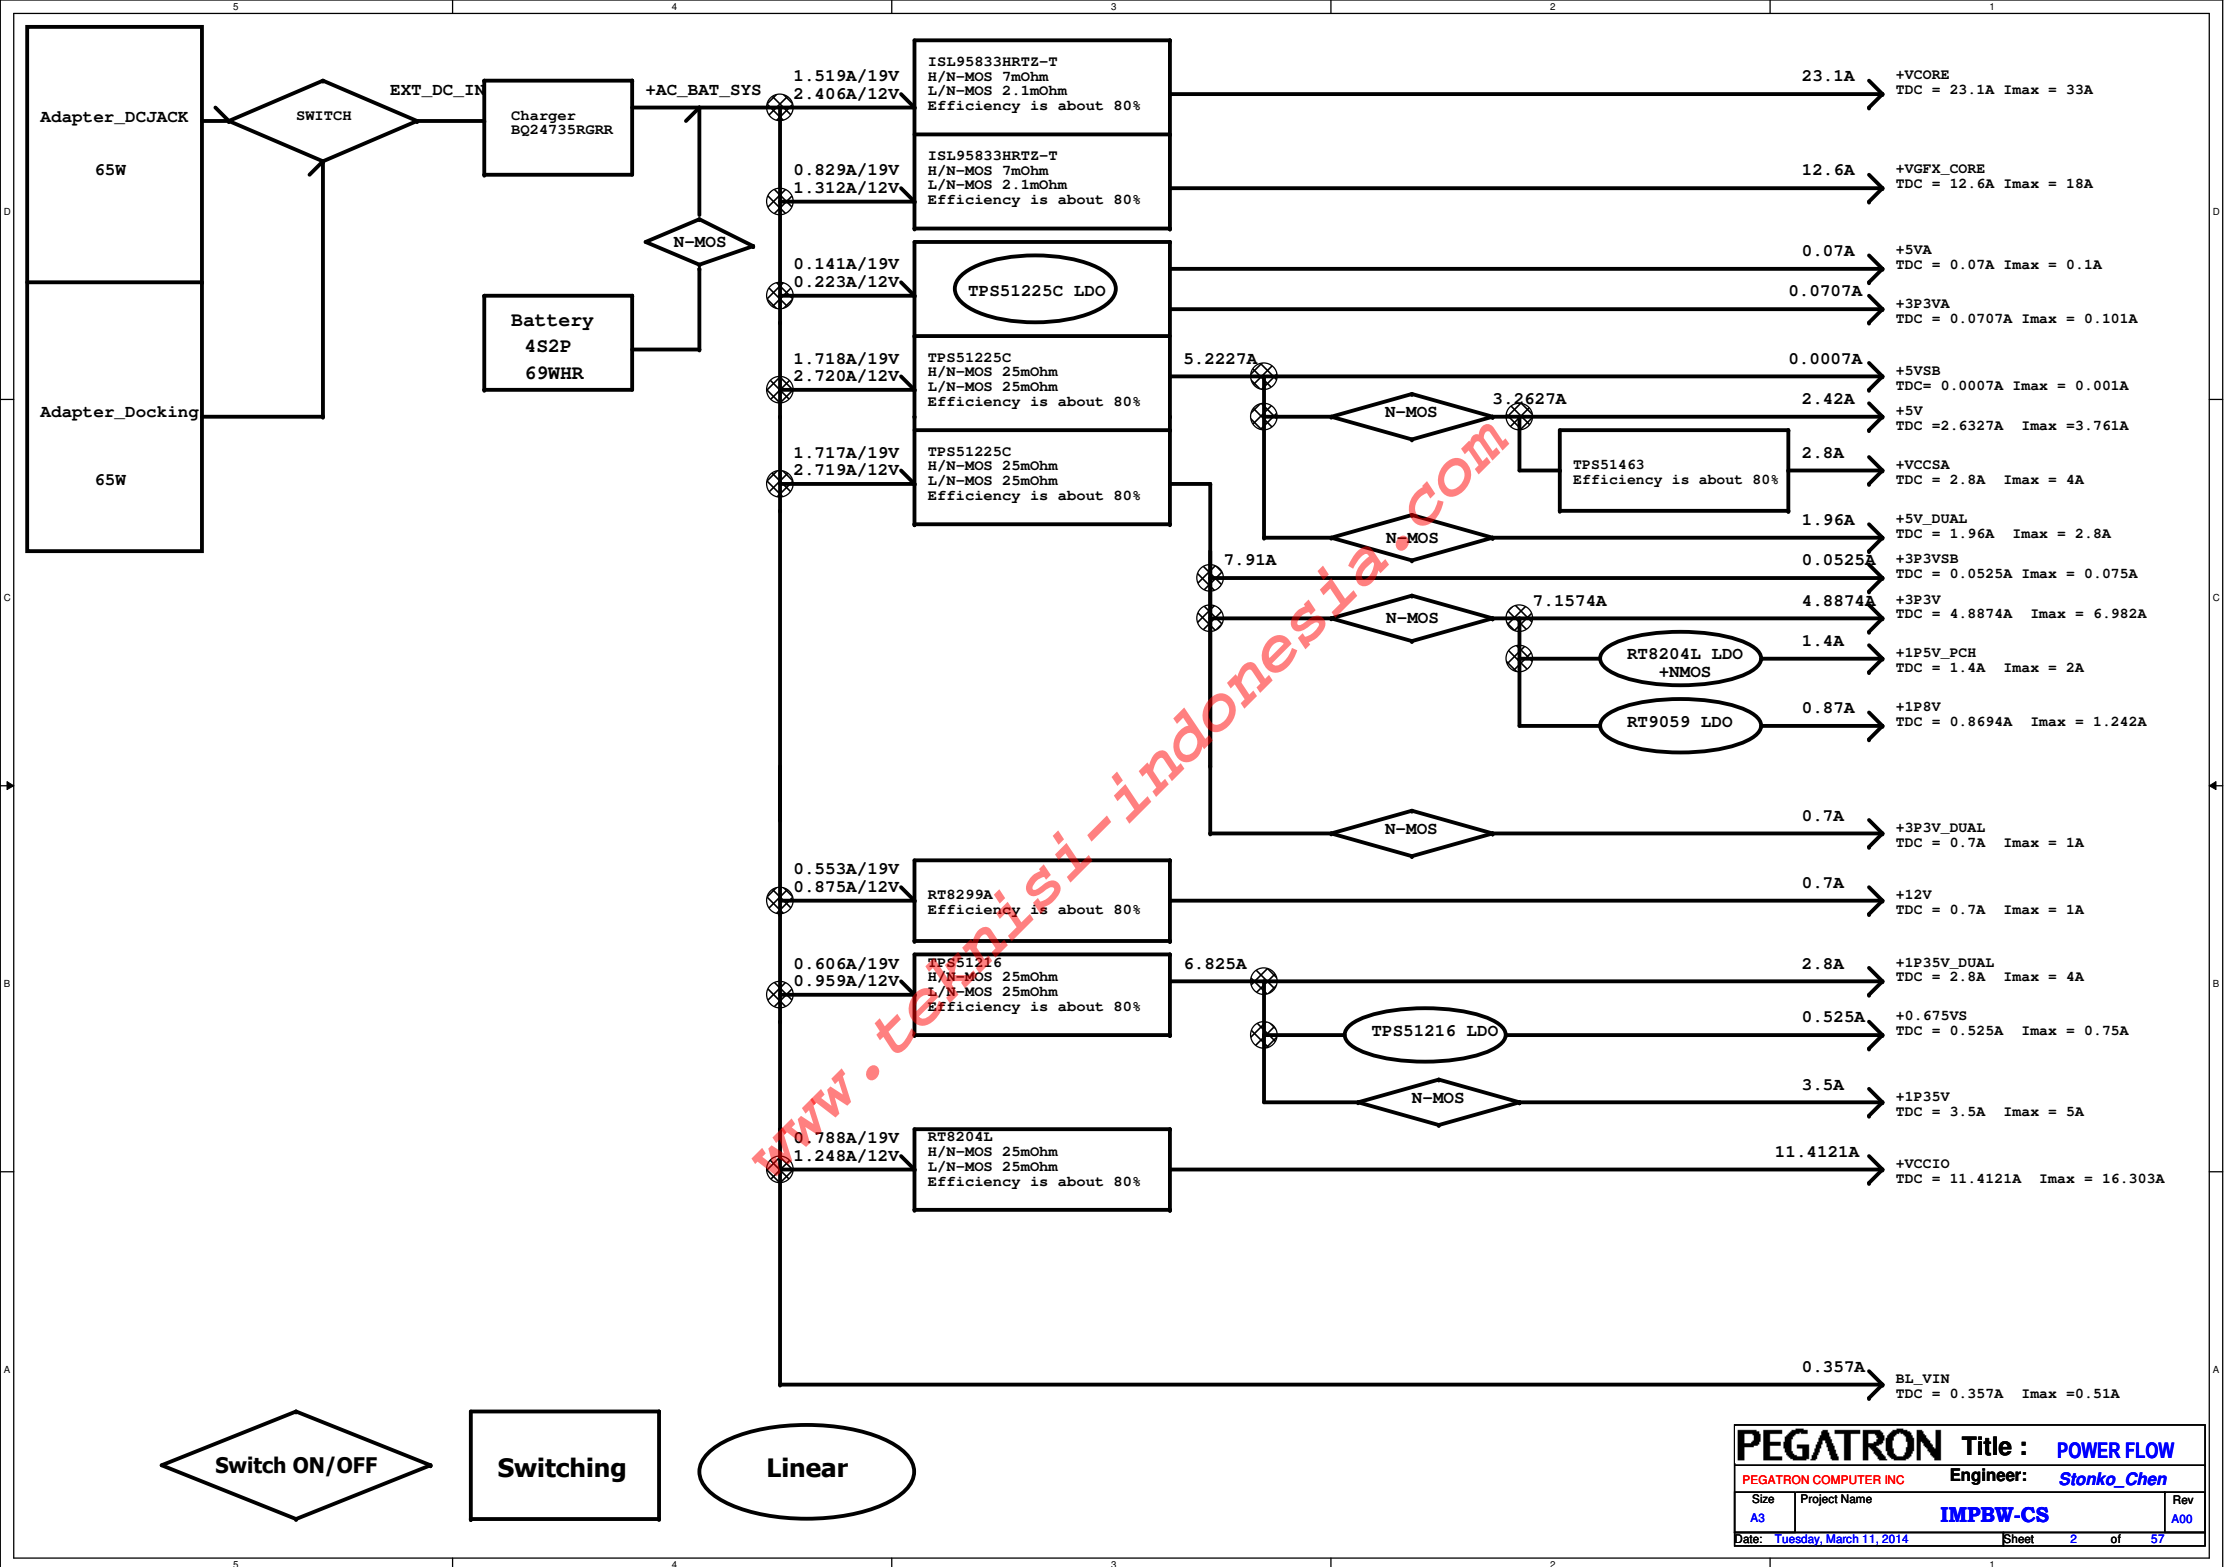 5 4 3 2 1
D
C
B
A
D
C
B
A
Adapter_DCJACK
65W
Adapter_Docking
65W
SWITCH
EXT_DC_IN
Charger
BQ24735RGRR
+AC_BAT_SYS
N-MOS
Battery
4S2P
69WHR
1.519A/19V
2.406A/12V
ISL95833HRTZ-T
H/N-MOS 7mOhm
L/N-MOS 2.1mOhm
Efficiency is about 80%
23.1A
+VCORE
TDC = 23.1A Imax = 33A
0.829A/19V
1.312A/12V
ISL95833HRTZ-T
H/N-MOS 7mOhm
L/N-MOS 2.1mOhm
Efficiency is about 80%
12.6A
+VGFX_CORE
TDC = 12.6A Imax = 18A
0.141A/19V
0.223A/12V
TPS51225C LDO
0.07A
+5VA
TDC = 0.07A Imax = 0.1A
0.0707A
+3P3VA
TDC = 0.0707A Imax = 0.101A
1.718A/19V
2.720A/12V
TPS51225C
H/N-MOS 25mOhm
L/N-MOS 25mOhm
Efficiency is about 80%
5.2227A
0.0007A
+5VSB
TDC= 0.0007A Imax = 0.001A
N-MOS
3.2627A
2.42A
+5V
TDC =2.6327A Imax =3.761A
TPS51463
Efficiency is about 80%
2.8A
+VCCSA
TDC = 2.8A Imax = 4A
N-MOS
1.96A
+5V_DUAL
TDC = 1.96A Imax = 2.8A
1.717A/19V
2.719A/12V
TPS51225C
H/N-MOS 25mOhm
L/N-MOS 25mOhm
Efficiency is about 80%
7.91A
0.0525A
+3P3VSB
TDC = 0.0525A Imax = 0.075A
N-MOS
7.1574A
4.8874A
+3P3V
TDC = 4.8874A Imax = 6.982A
RT8204L LDO
+NMOS
1.4A
+1P5V_PCH
TDC = 1.4A Imax = 2A
RT9059 LDO
0.87A
+1P8V
TDC = 0.8694A Imax = 1.242A
N-MOS
0.7A
+3P3V_DUAL
TDC = 0.7A Imax = 1A
0.553A/19V
0.875A/12V
RT8299A
Efficiency is about 80%
0.7A
+12V
TDC = 0.7A Imax = 1A
0.606A/19V
0.959A/12V
TPS51216
H/N-MOS 25mOhm
L/N-MOS 25mOhm
Efficiency is about 80%
6.825A
2.8A
+1P35V_DUAL
TDC = 2.8A Imax = 4A
TPS51216 LDO
0.525A
+0.675VS
TDC = 0.525A Imax = 0.75A
N-MOS
3.5A
+1P35V
TDC = 3.5A Imax = 5A
0.788A/19V
1.248A/12V
RT8204L
H/N-MOS 25mOhm
L/N-MOS 25mOhm
Efficiency is about 80%
11.4121A
+VCCIO
TDC = 11.4121A Imax = 16.303A
0.357A
BL_VIN
TDC = 0.357A Imax =0.51A
www.teknisi-indonesia.com
Switch ON/OFF
Switching
Linear
PEGATRON
Title : POWER FLOW
PEGATRON COMPUTER INC
Engineer: Stonko_Chen
Size
A3
Project Name
IMPBW-CS
Rev
A00
Date: Tuesday, March 11, 2014
Sheet 2 of 57
5 4 3 2 1